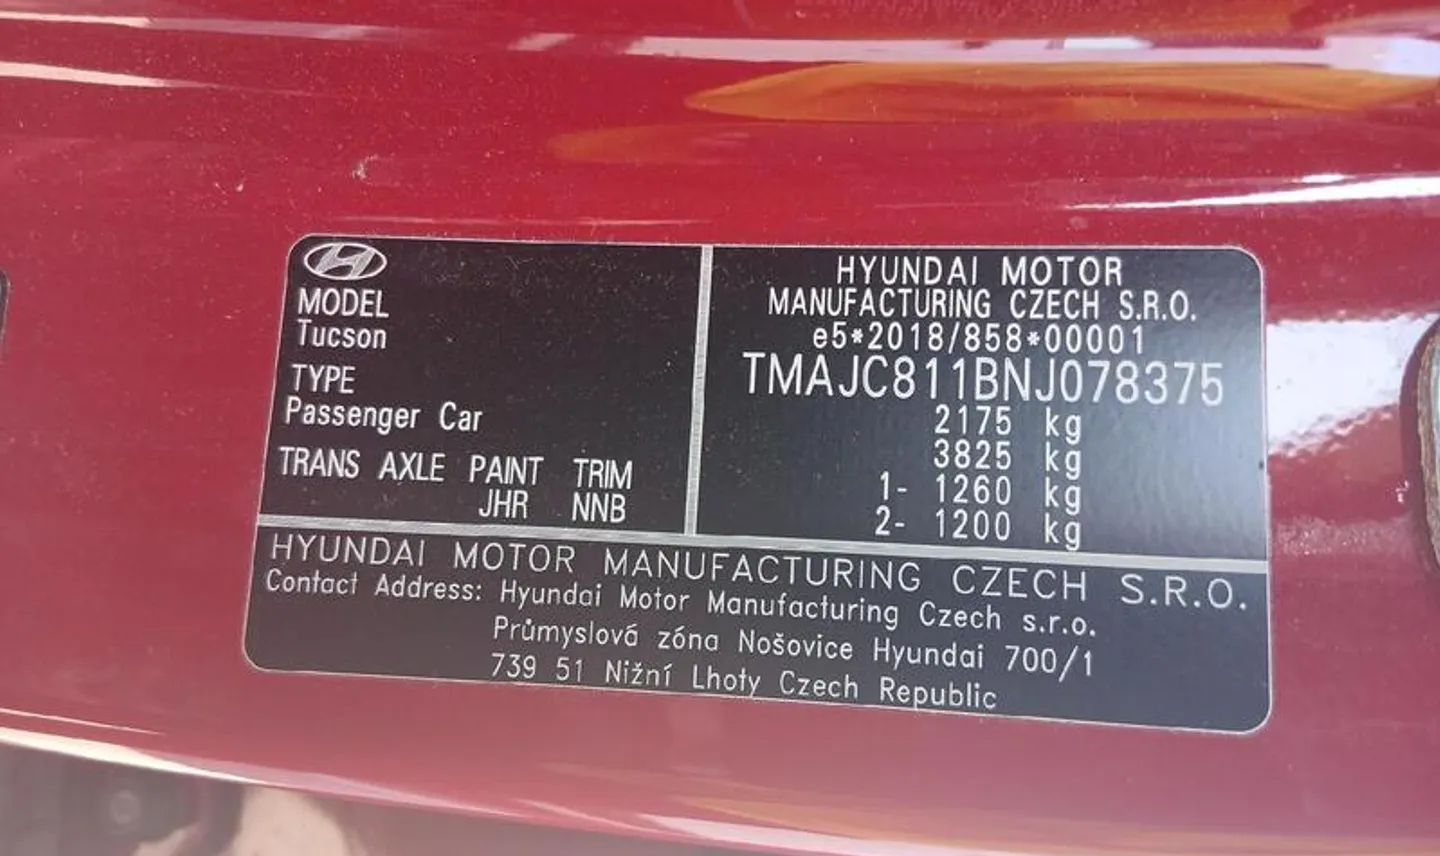 MODEL
Tucson
TYPE
Passenger Car
TRANS AXLE PAINT TRIM
JHR NNB
HYUNDAI MOTOR
MANUFACTURING CZECH S.R.O.
e5*2018/858*00001
TMAJC811BNJ078375
2175 kg
3825 kg
1- 1260 kg
2- 1200 kg
HYUNDAI MOTOR MANUFACTURING CZECH S.R.O.
Contact Address: Hyundai Motor Manufacturing Czech s.r.o.
Průmyslová zóna Nošovice Hyundai 700/1
739 51 Nižní Lhoty Czech Republic